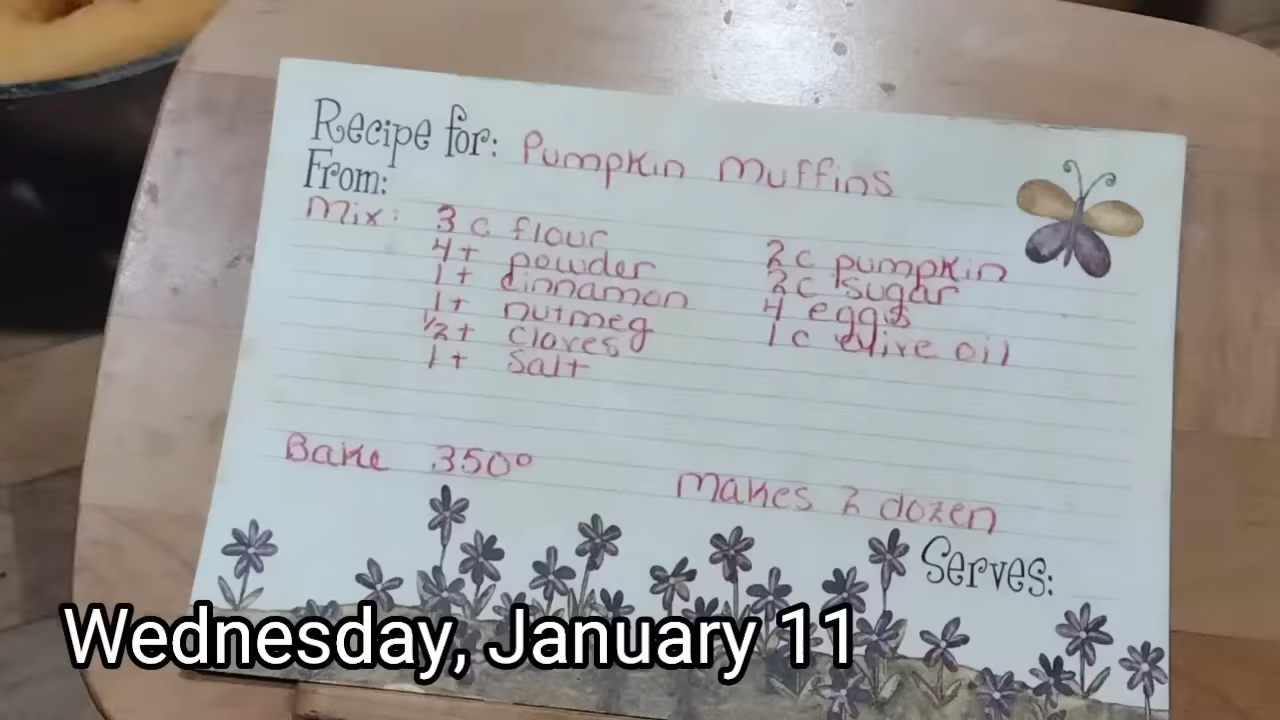 Recipe for: Pumpkin Muffins
From:
Mix: 3 c flour
4 t powder
1 t cinnamon
1 t nutmeg
1/2 t cloves
1 t salt
2 c pumpkin
2 c sugar
4 eggs
1 c olive oil
Bake 350°
Makes 2 dozen
Serves:
Wednesday, January 11